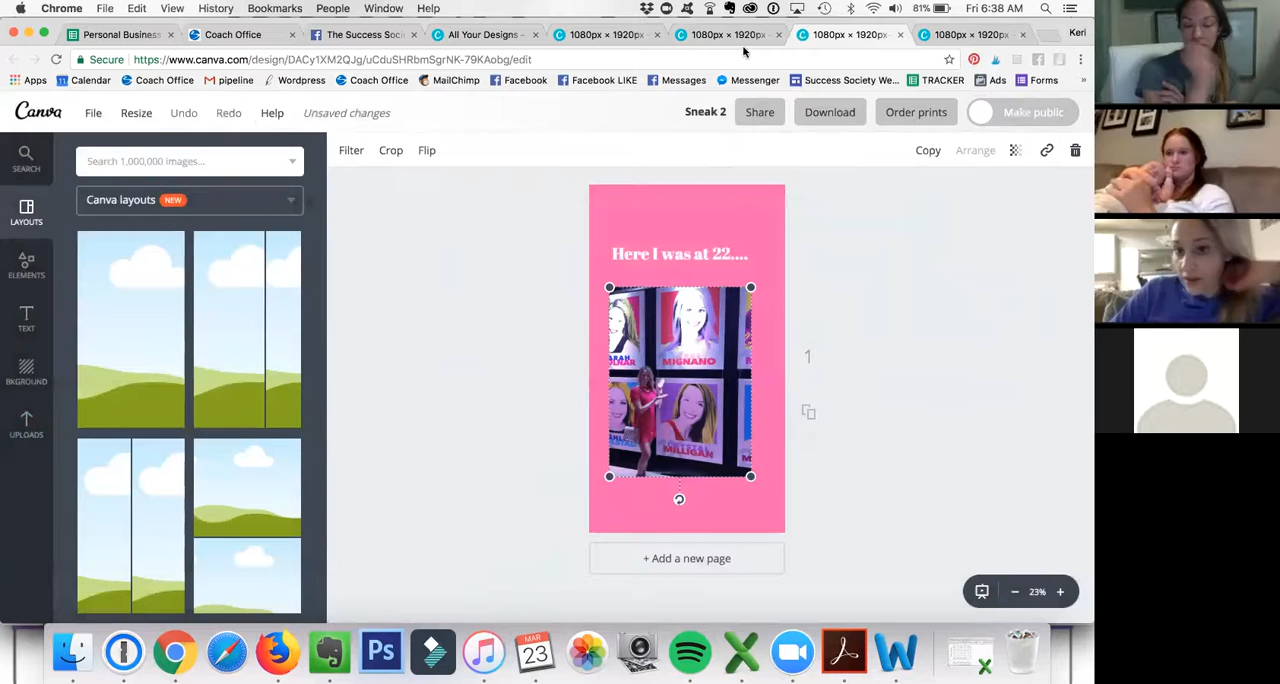 Chrome File Edit View History Bookmarks People Window Help 81% Fri 6:38 AM
Personal Business Coach Office The Success Soci All Your Designs – 1080px × 1920px 1080px × 1920px 1080px × 1920px 1080px × 1920px Keri
Secure https://www.canva.com/design/DACy1XM2QJg/uCduSHRbmSgrNK-79KAobg/edit
Apps Calendar Coach Office pipeline Wordpress Coach Office MailChimp Facebook Facebook LIKE Messages Messenger Success Society We... TRACKER Ads Forms
Canva File Resize Undo Redo Help Unsaved changes Sneak 2 Share Download Order prints Make public
SEARCH
LAYOUTS
ELEMENTS
TEXT
BKGROUND
UPLOADS
Search 1,000,000 images...
Canva layouts NEW
Filter Crop Flip Copy Arrange
Here I was at 22....
MIGNANO
CRYSTAL
MILLIGAN
1
+ Add a new page
23%
Ps
MAR
23